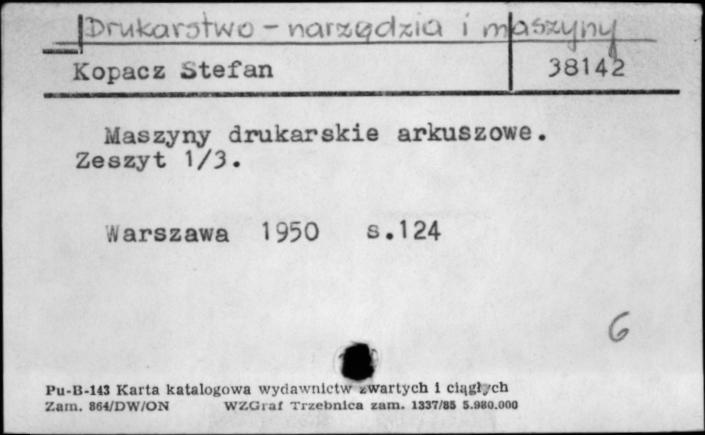 Drukarstwo - narzędzia i maszyny
Kopacz Stefan 38142
Maszyny drukarskie arkuszowe.
Zeszyt 1/3.
Warszawa 1950 s.124
6
Pu-B-143 Karta katalogowa wydawnictw zwartych i ciągłych
Zam. 864/DW/ON WZGraf Trzebnica zam. 1337/85 5.980.000